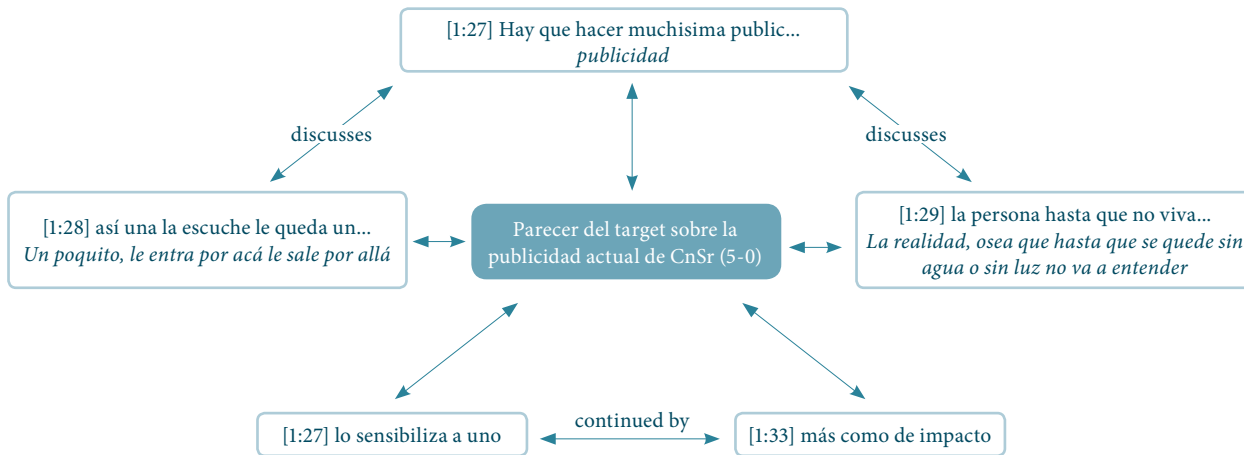 [1:27] Hay que hacer muchisima public...
publicidad
discusses
discusses
[1:28] así una la escuche le queda un...
Un poquito, le entra por acá le sale por allá
Parecer del target sobre la
publicidad actual de CnSr (5-0)
[1:29] la persona hasta que no viva...
La realidad, osea que hasta que se quede sin
agua o sin luz no va a entender
[1:27] lo sensibiliza a uno
continued by
[1:33] más como de impacto